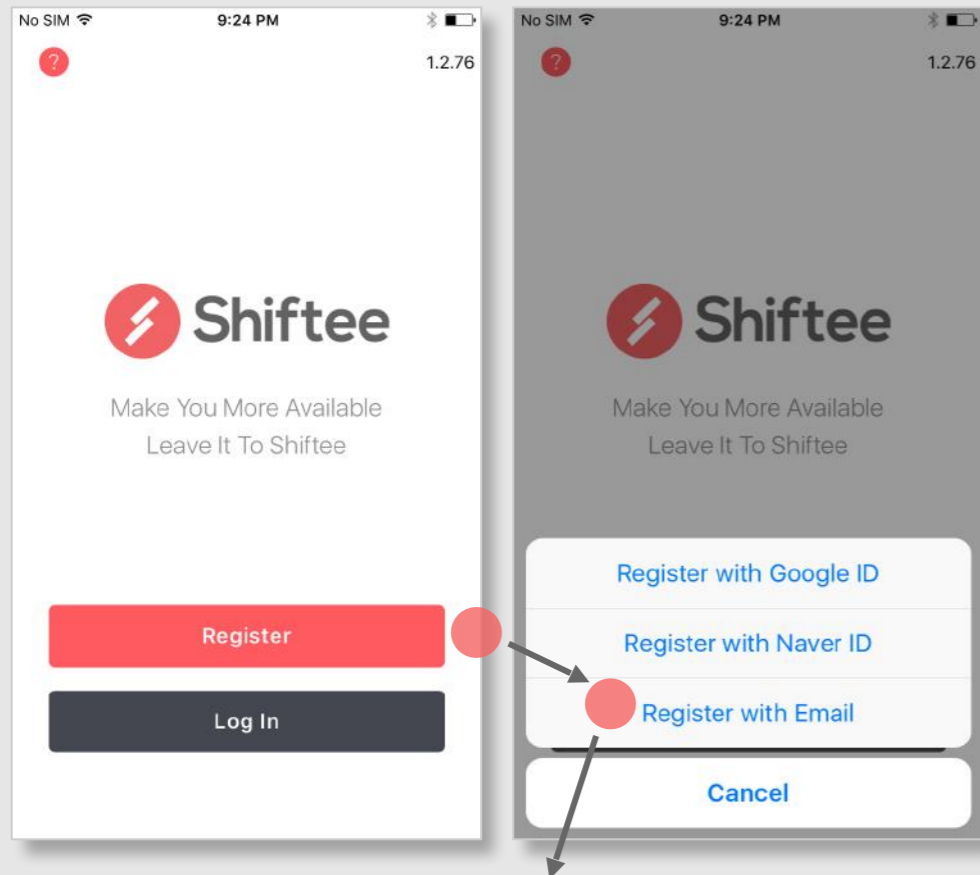 No SIM 9:24 PM
?
1.2.76
Shiftee
Make You More Available
Leave It To Shiftee
Register
Log In
No SIM 9:24 PM
?
1.2.76
Shiftee
Make You More Available
Leave It To Shiftee
Register with Google ID
Register with Naver ID
Register with Email
Cancel